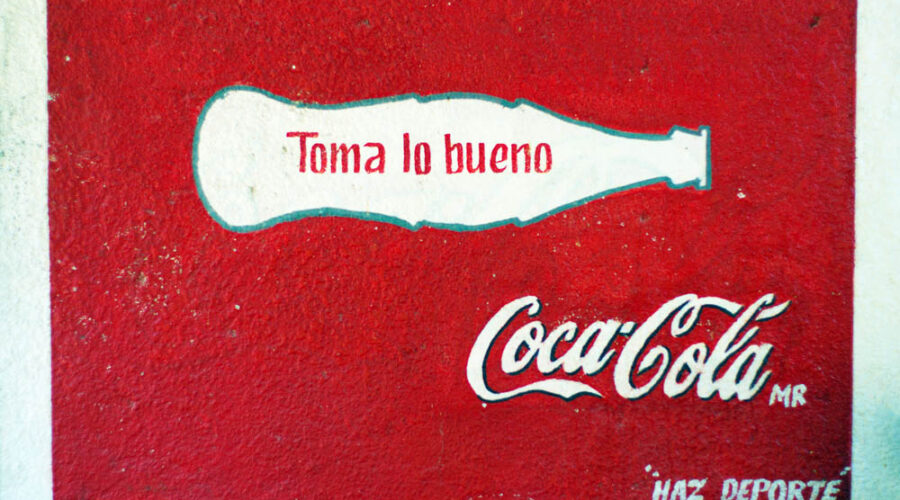 Toma lo bueno
Coca-Cola MR
"HAZ DEPORTE"